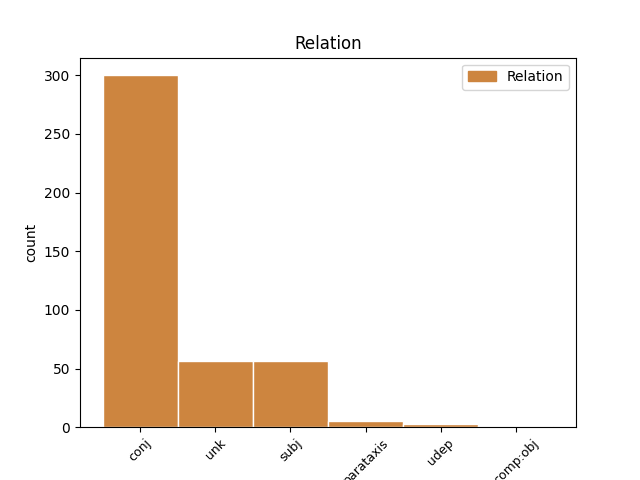 Relation
Relation
count
300
250
200
150
100
50
0
conj
unk
subj
parataxis
udep
comp:obj